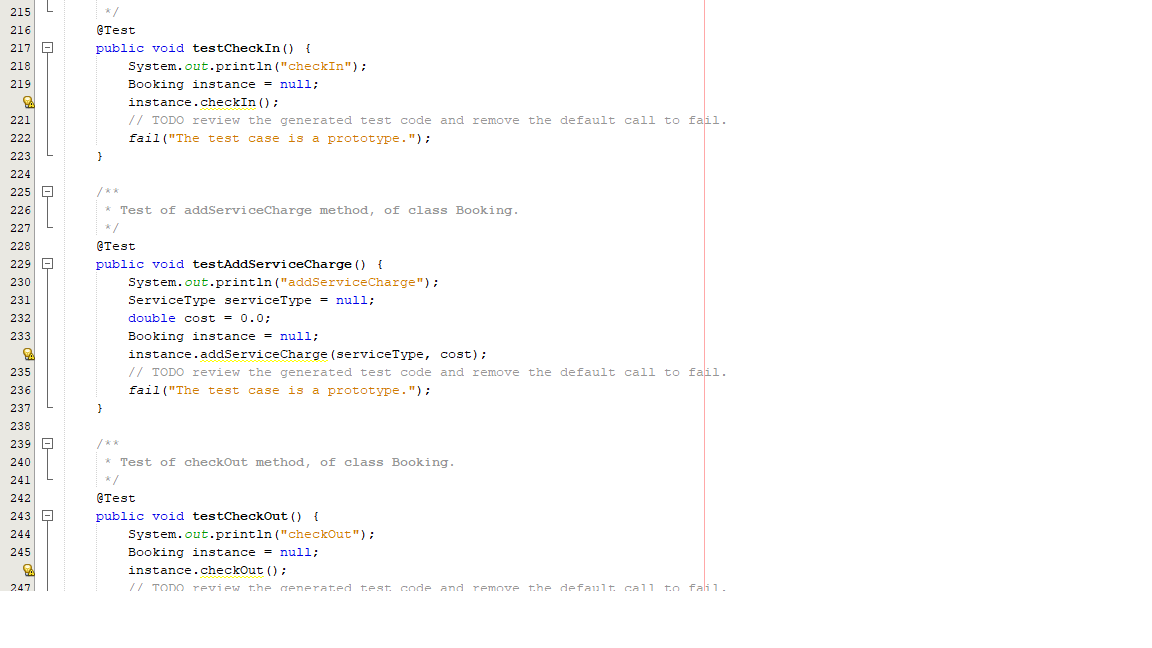 215 */
216 @Test
217 public void testCheckIn() {
218 System.out.println("checkIn");
219 Booking instance = null;
instance.checkIn();
221 // TODO review the generated test code and remove the default call to fail.
222 fail("The test case is a prototype.");
223 }
224
225 /**
226 * Test of addServiceCharge method, of class Booking.
227 */
228 @Test
229 public void testAddServiceCharge() {
230 System.out.println("addServiceCharge");
231 ServiceType serviceType = null;
232 double cost = 0.0;
233 Booking instance = null;
instance.addServiceCharge(serviceType, cost);
235 // TODO review the generated test code and remove the default call to fail.
236 fail("The test case is a prototype.");
237 }
238
239 /**
240 * Test of checkOut method, of class Booking.
241 */
242 @Test
243 public void testCheckOut() {
244 System.out.println("checkOut");
245 Booking instance = null;
instance.checkOut();
247 // TODO review the generated test code and remove the default call to fail.